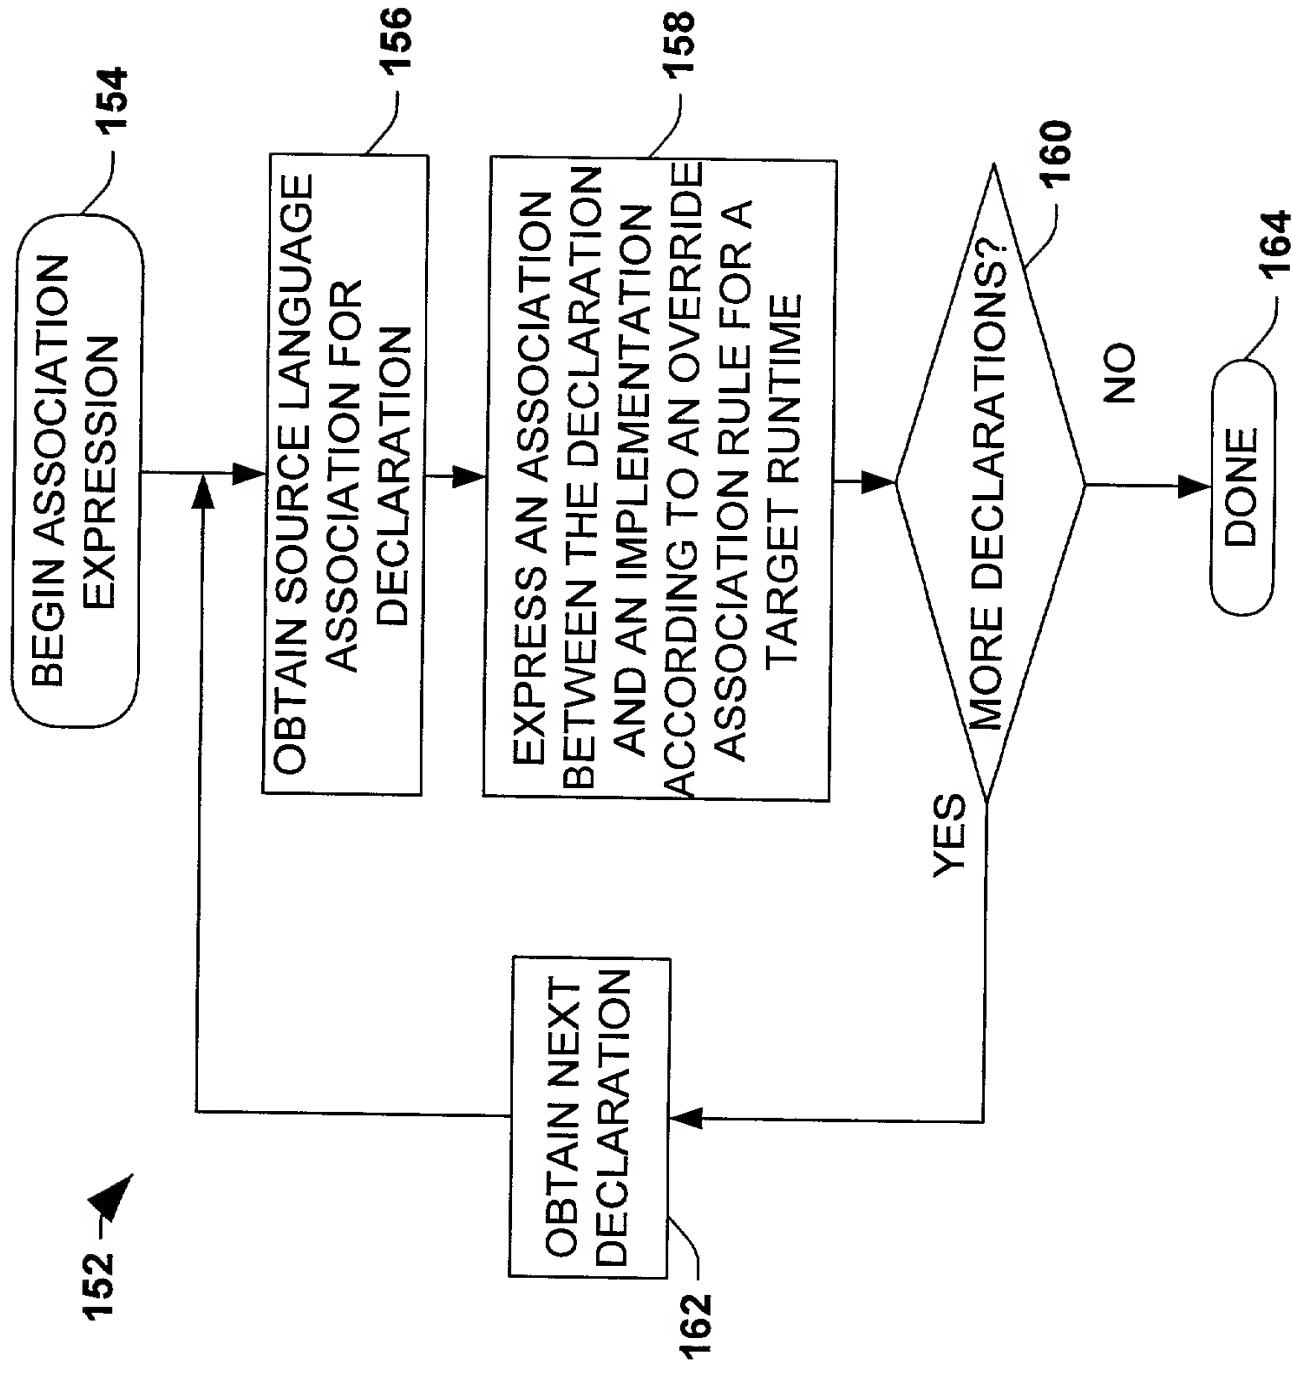 152
BEGIN ASSOCIATION
EXPRESSION
154
OBTAIN SOURCE LANGUAGE
ASSOCIATION FOR
DECLARATION
156
EXPRESS AN ASSOCIATION
BETWEEN THE DECLARATION
AND AN IMPLEMENTATION
ACCORDING TO AN OVERRIDE
ASSOCIATION RULE FOR A
TARGET RUNTIME
158
OBTAIN NEXT
DECLARATION
162
YES
MORE DECLARATIONS?
160
NO
DONE
164